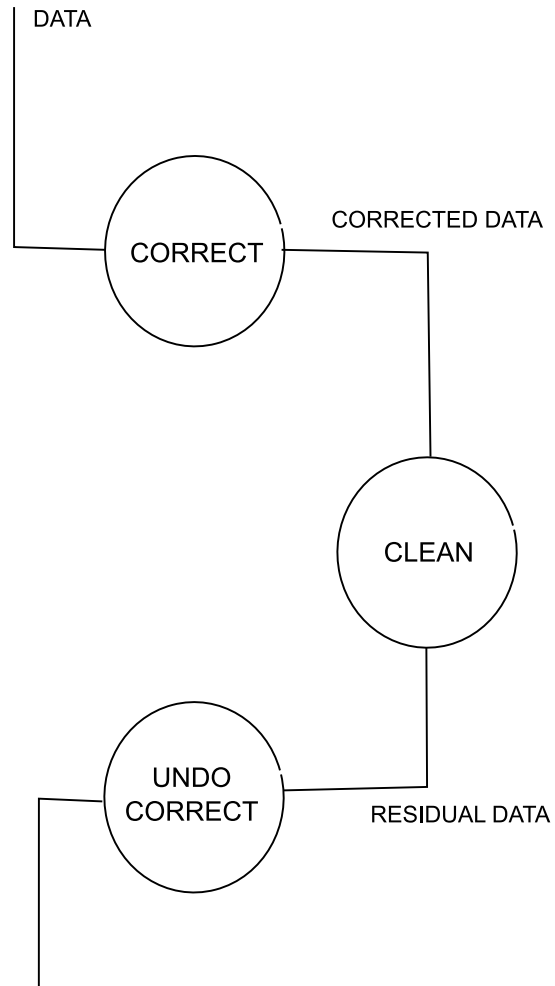 DATA
CORRECTED DATA
CORRECT
CLEAN
UNDO
CORRECT
RESIDUAL DATA